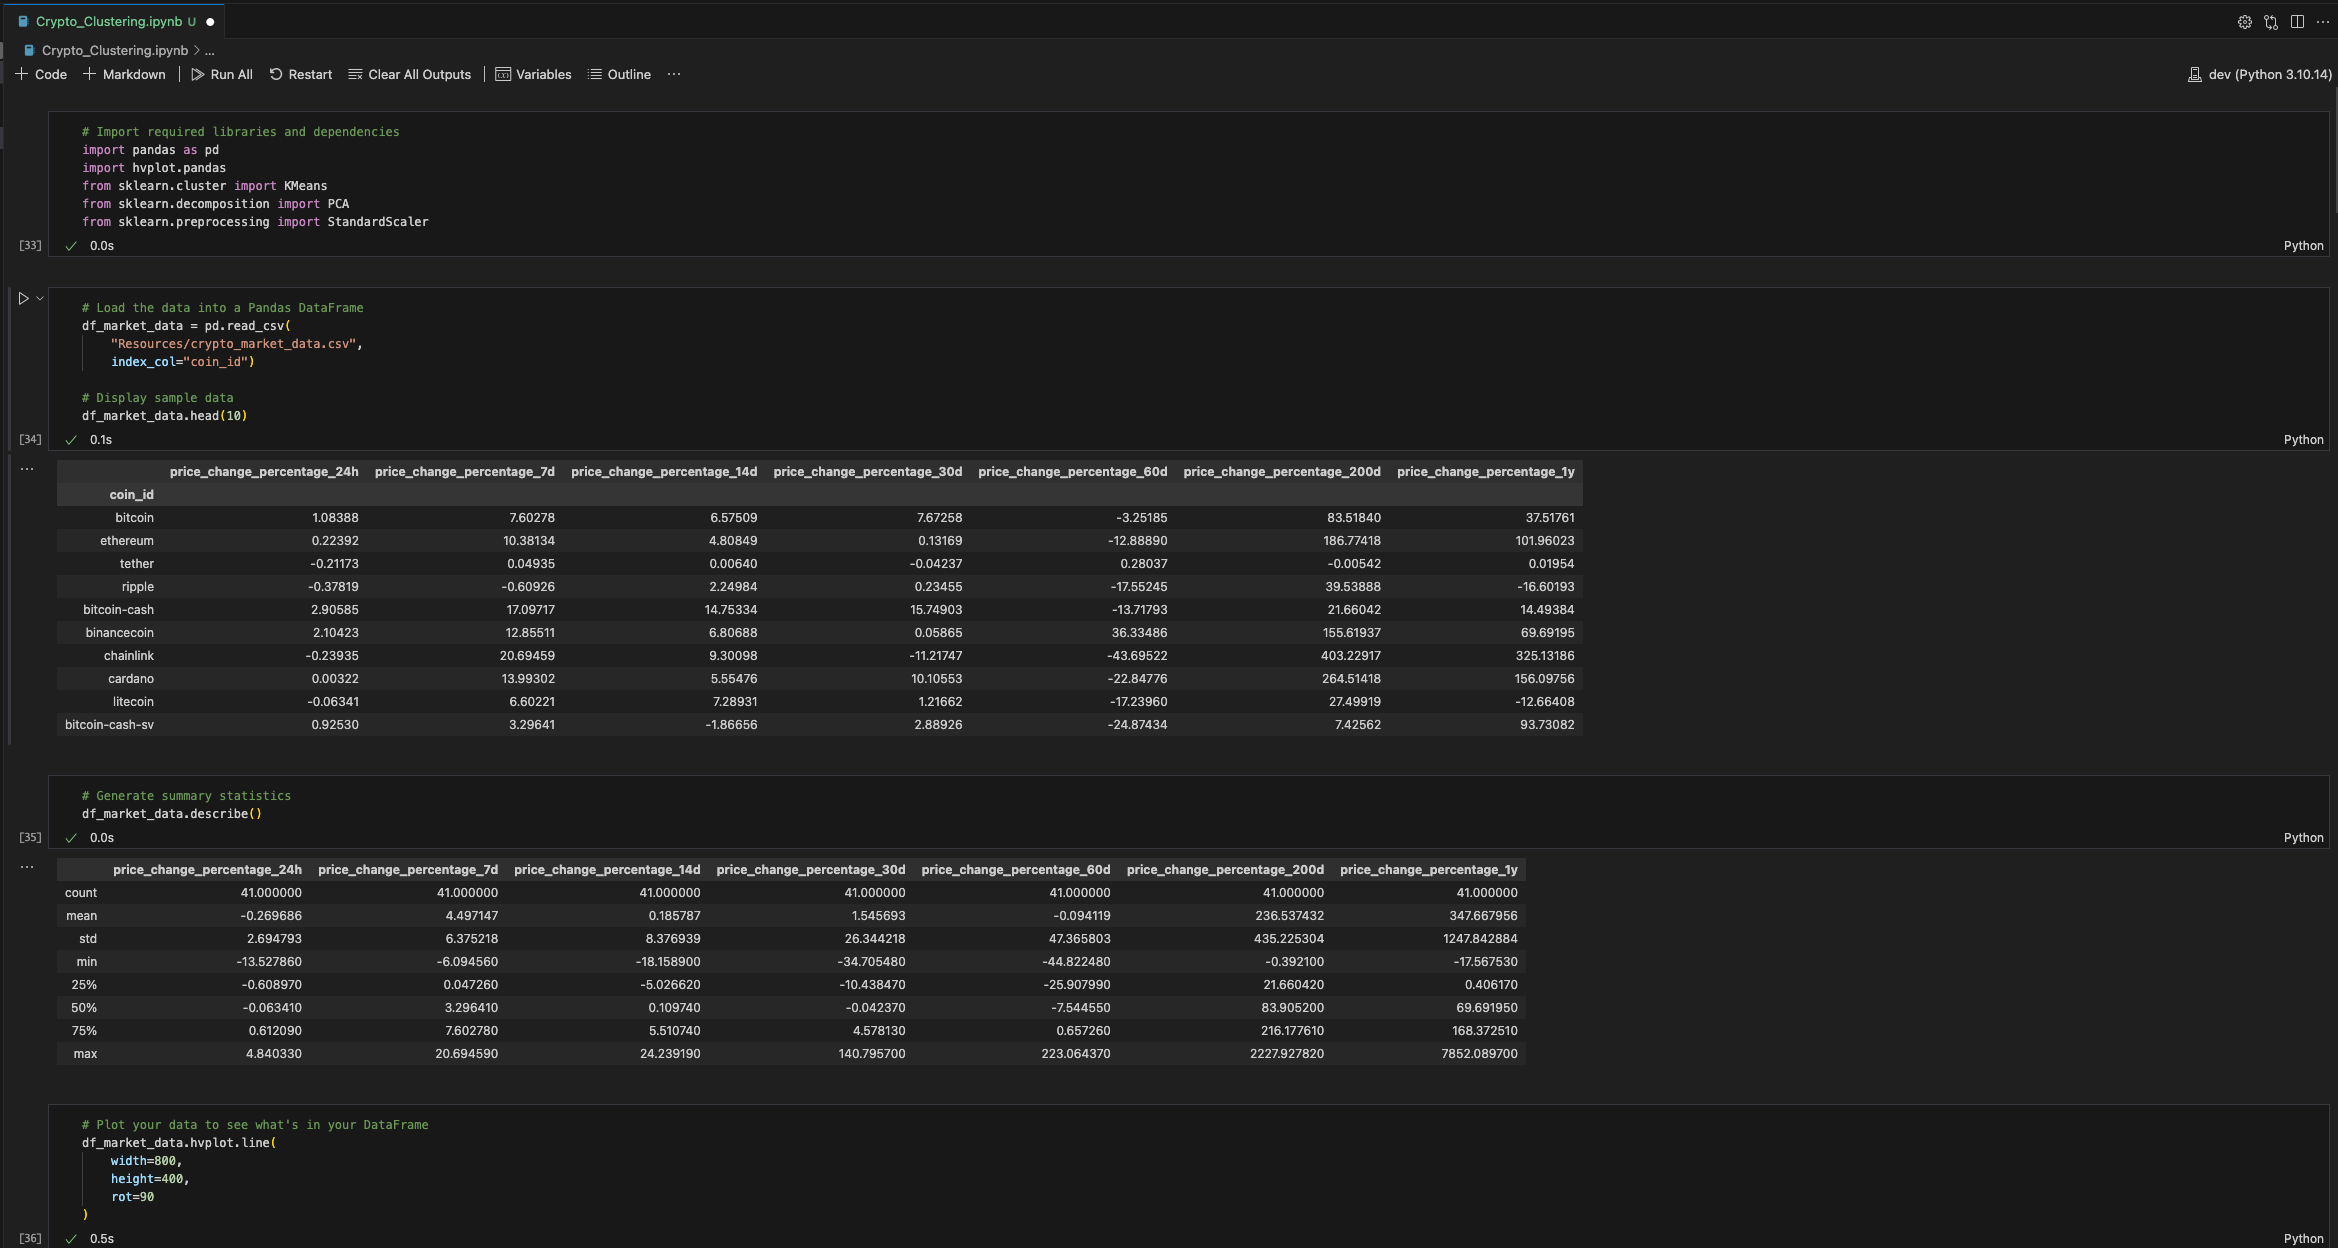 Crypto_Clustering.ipynb U
Crypto_Clustering.ipynb > ...
Code Markdown Run All Restart Clear All Outputs Variables Outline ... dev (Python 3.10.14)
# Import required libraries and dependencies
import pandas as pd
import hvplot.pandas
from sklearn.cluster import KMeans
from sklearn.decomposition import PCA
from sklearn.preprocessing import StandardScaler
[33] 0.0s Python
# Load the data into a Pandas DataFrame
df_market_data = pd.read_csv(
"Resources/crypto_market_data.csv",
index_col="coin_id")
# Display sample data
df_market_data.head(10)
[34] 0.1s Python
... price_change_percentage_24h price_change_percentage_7d price_change_percentage_14d price_change_percentage_30d price_change_percentage_60d price_change_percentage_200d price_change_percentage_1y
coin_id
bitcoin 1.08388 7.60278 6.57509 7.67258 -3.25185 83.51840 37.51761
ethereum 0.22392 10.38134 4.80849 0.13169 -12.88890 186.77418 101.96023
tether -0.21173 0.04935 0.00640 -0.04237 0.28037 -0.00542 0.01954
ripple -0.37819 -0.60926 2.24984 0.23455 -17.55245 39.53888 -16.60193
bitcoin-cash 2.90585 17.09717 14.75334 15.74903 -13.71793 21.66042 14.49384
binancecoin 2.10423 12.85511 6.80688 0.05865 36.33486 155.61937 69.69195
chainlink -0.23935 20.69459 9.30098 -11.21747 -43.69522 403.22917 325.13186
cardano 0.00322 13.99302 5.55476 10.10553 -22.84776 264.51418 156.09756
litecoin -0.06341 6.60221 7.28931 1.21662 -17.23960 27.49919 -12.66408
bitcoin-cash-sv 0.92530 3.29641 -1.86656 2.88926 -24.87434 7.42562 93.73082
# Generate summary statistics
df_market_data.describe()
[35] 0.0s Python
... price_change_percentage_24h price_change_percentage_7d price_change_percentage_14d price_change_percentage_30d price_change_percentage_60d price_change_percentage_200d price_change_percentage_1y
count 41.000000 41.000000 41.000000 41.000000 41.000000 41.000000 41.000000
mean -0.269686 4.497147 0.185787 1.545693 -0.094119 236.537432 347.667956
std 2.694793 6.375218 8.376939 26.344218 47.365803 435.225304 1247.842884
min -13.527860 -6.094560 -18.158900 -34.705480 -44.822480 -0.392100 -17.567530
25% -0.608970 0.047260 -5.026620 -10.438470 -25.907990 21.660420 0.406170
50% -0.063410 3.296410 0.109740 -0.042370 -7.544550 83.905200 69.691950
75% 0.612090 7.602780 5.510740 4.578130 0.657260 216.177610 168.372510
max 4.840330 20.694590 24.239190 140.795700 223.064370 2227.927820 7852.089700
# Plot your data to see what's in your DataFrame
df_market_data.hvplot.line(
width=800,
height=400,
rot=90
)
[36] 0.5s Python